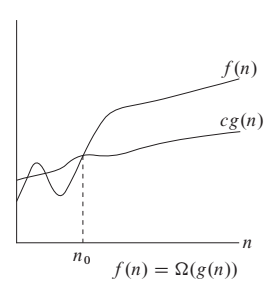 f(n)
cg(n)
n
n₀
f(n) = Ω(g(n))